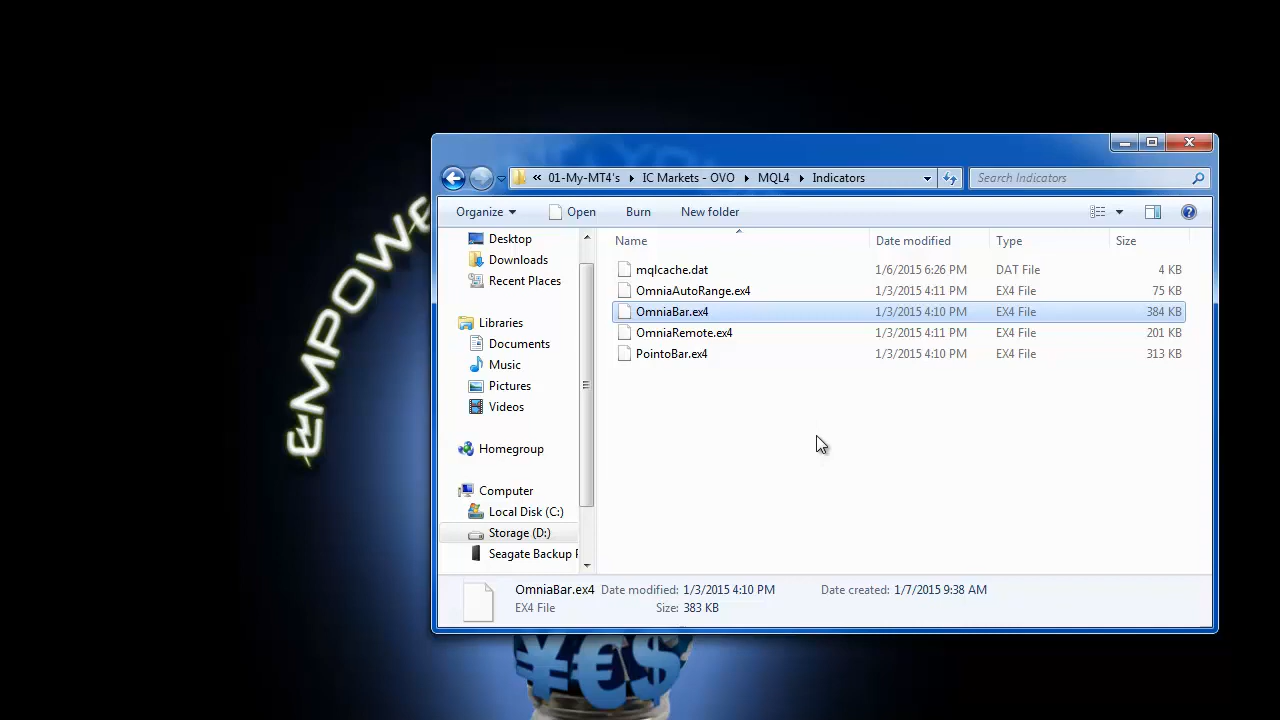 EMPOWE
« 01-My-MT4's ▸ IC Markets - OVO ▸ MQL4 ▸ Indicators
Search Indicators
Organize Open Burn New folder
Desktop
Downloads
Recent Places
Libraries
Documents
Music
Pictures
Videos
Homegroup
Computer
Local Disk (C:)
Storage (D:)
Seagate Backup P
Name Date modified Type Size
mqlcache.dat 1/6/2015 6:26 PM DAT File 4 KB
OmniaAutoRange.ex4 1/3/2015 4:11 PM EX4 File 75 KB
OmniaBar.ex4 1/3/2015 4:10 PM EX4 File 384 KB
OmniaRemote.ex4 1/3/2015 4:11 PM EX4 File 201 KB
PointoBar.ex4 1/3/2015 4:10 PM EX4 File 313 KB
OmniaBar.ex4 Date modified: 1/3/2015 4:10 PM Date created: 1/7/2015 9:38 AM
EX4 File Size: 383 KB
¥€$